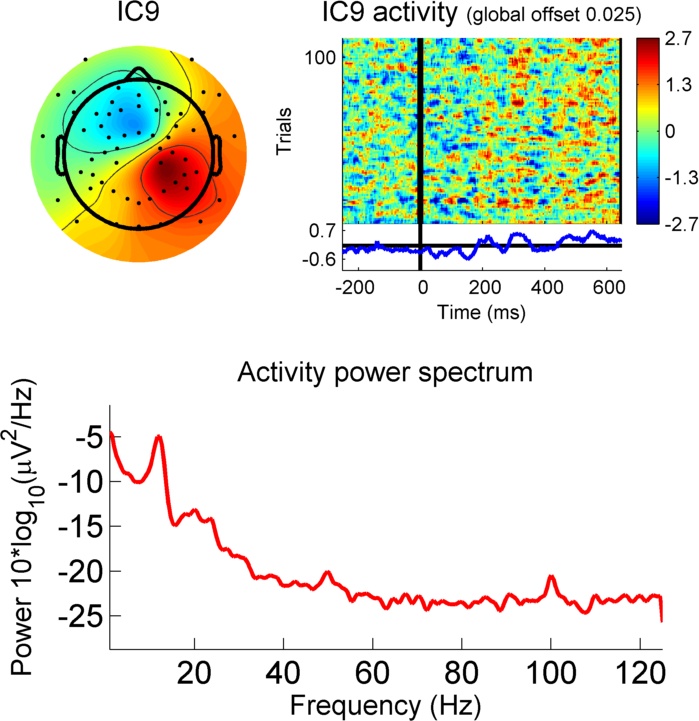 IC9
IC9 activity (global offset 0.025)
100
Trials
2.7
1.3
0
-1.3
-2.7
0.7
-0.6
-200 0 200 400 600
Time (ms)
Activity power spectrum
Power 10*log10(μV2/Hz)
-5
-10
-15
-20
-25
20 40 60 80 100 120
Frequency (Hz)